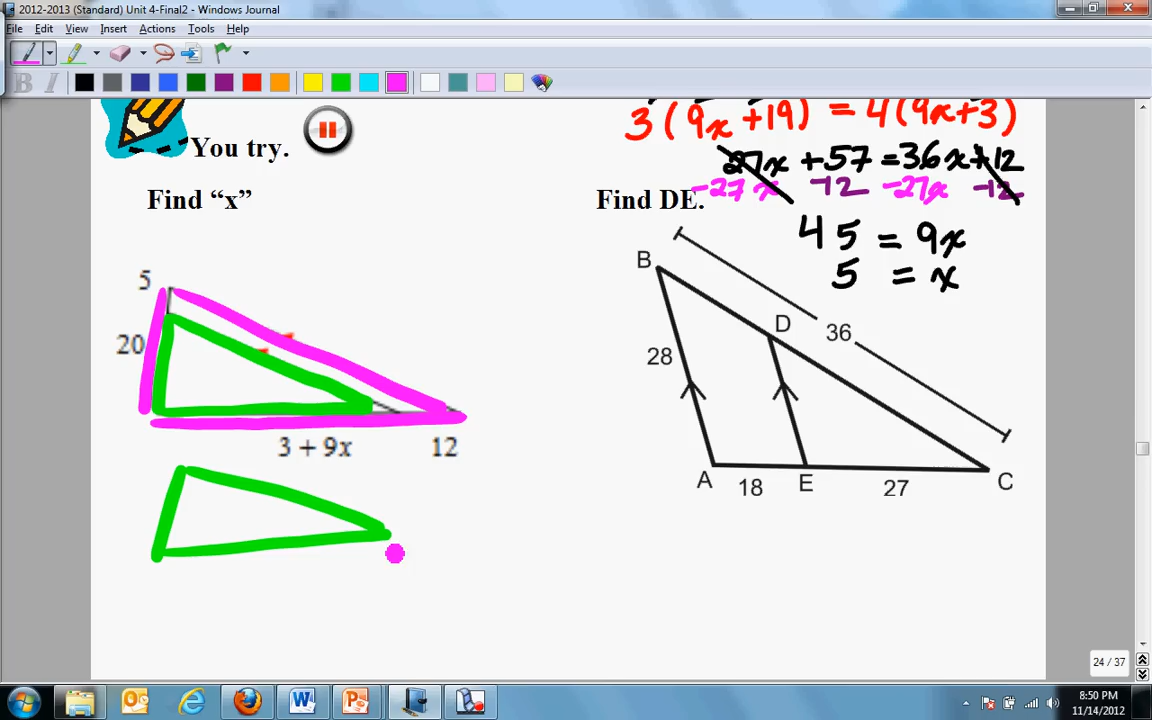 2012-2013 (Standard) Unit 4-Final2 - Windows Journal
File Edit View Insert Actions Tools Help
B I
3(9x+19) = 4(9x+3)
You try.
27x +57 =36x+12
-27x -12 -27x -12
Find “x”
Find DE.
45 = 9x
5 = x
B
5
D
20
36
28
3 + 9x 12
A 18 E 27 C
24 / 37
8:50 PM
11/14/2012